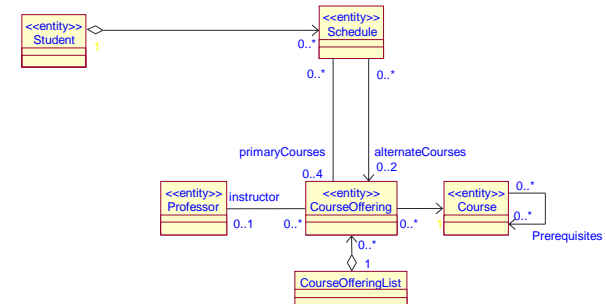 <<entity>>
Student
1
<<entity>>
Schedule
0..*
0..*
0..*
primaryCourses
alternateCourses
0..4
0..2
<<entity>>
Professor
instructor
0..1
0..*
<<entity>>
CourseOffering
0..*
1
<<entity>>
Course
0..*
0..*
Prerequisites
0..*
1
CourseOfferingList